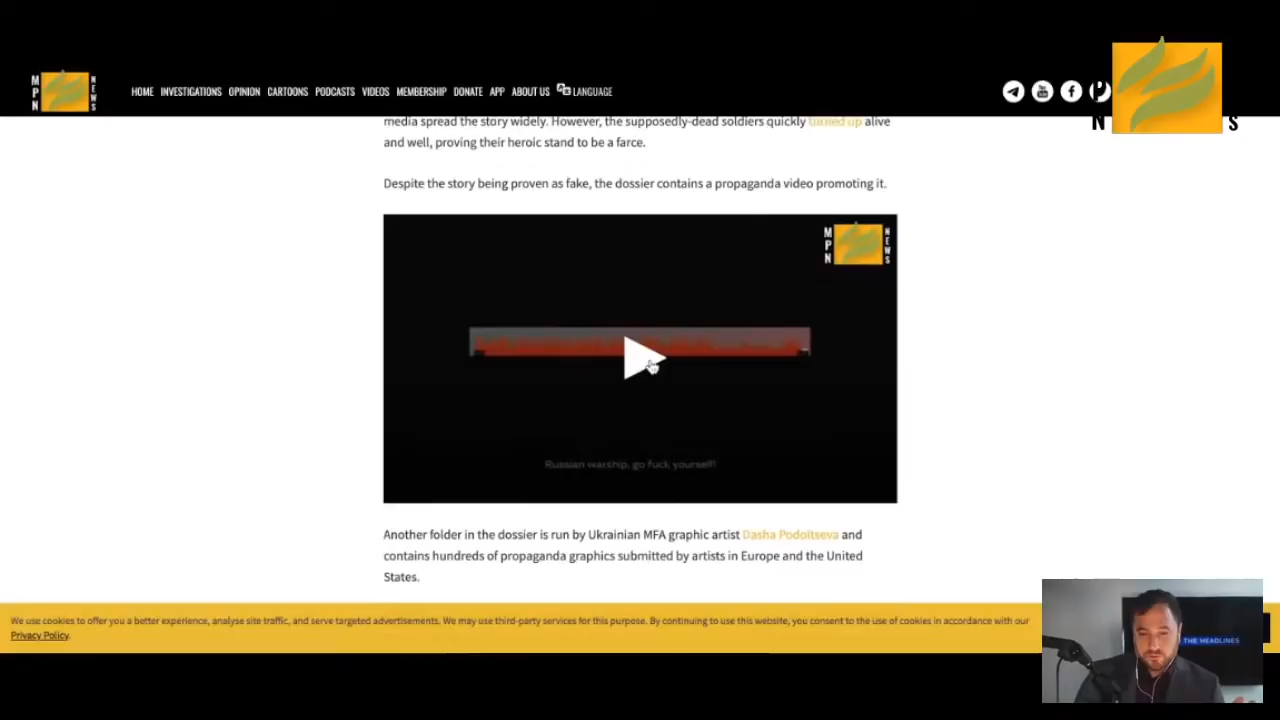 MPN NEWS
HOME INVESTIGATIONS OPINION CARTOONS PODCASTS VIDEOS MEMBERSHIP DONATE APP ABOUT US LANGUAGE
media spread the story widely. However, the supposedly-dead soldiers quickly turned up alive
and well, proving their heroic stand to be a farce.
Despite the story being proven as fake, the dossier contains a propaganda video promoting it.
MPN NEWS
Russian warship, go fuck yourself!
Another folder in the dossier is run by Ukrainian MFA graphic artist Dasha Podoltseva and
contains hundreds of propaganda graphics submitted by artists in Europe and the United
States.
We use cookies to offer you a better experience, analyse site traffic, and serve targeted advertisements. We may use third-party services for this purpose. By continuing to use this website, you consent to the use of cookies in accordance with our
Privacy Policy.
THE HEADLINES